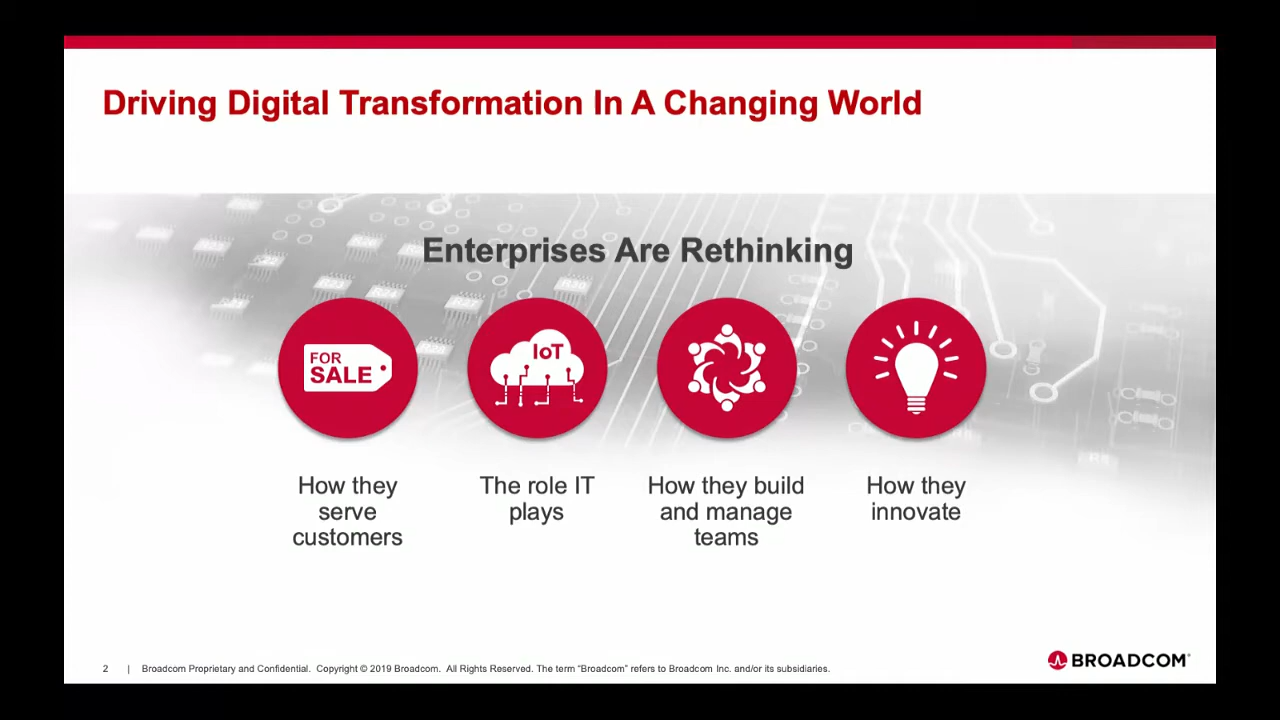 Driving Digital Transformation In A Changing World
Enterprises Are Rethinking
FOR
SALE
IoT
How they
serve
customers
The role IT
plays
How they build
and manage
teams
How they
innovate
2 | Broadcom Proprietary and Confidential. Copyright © 2019 Broadcom. All Rights Reserved. The term “Broadcom” refers to Broadcom Inc. and/or its subsidiaries.
BROADCOM®